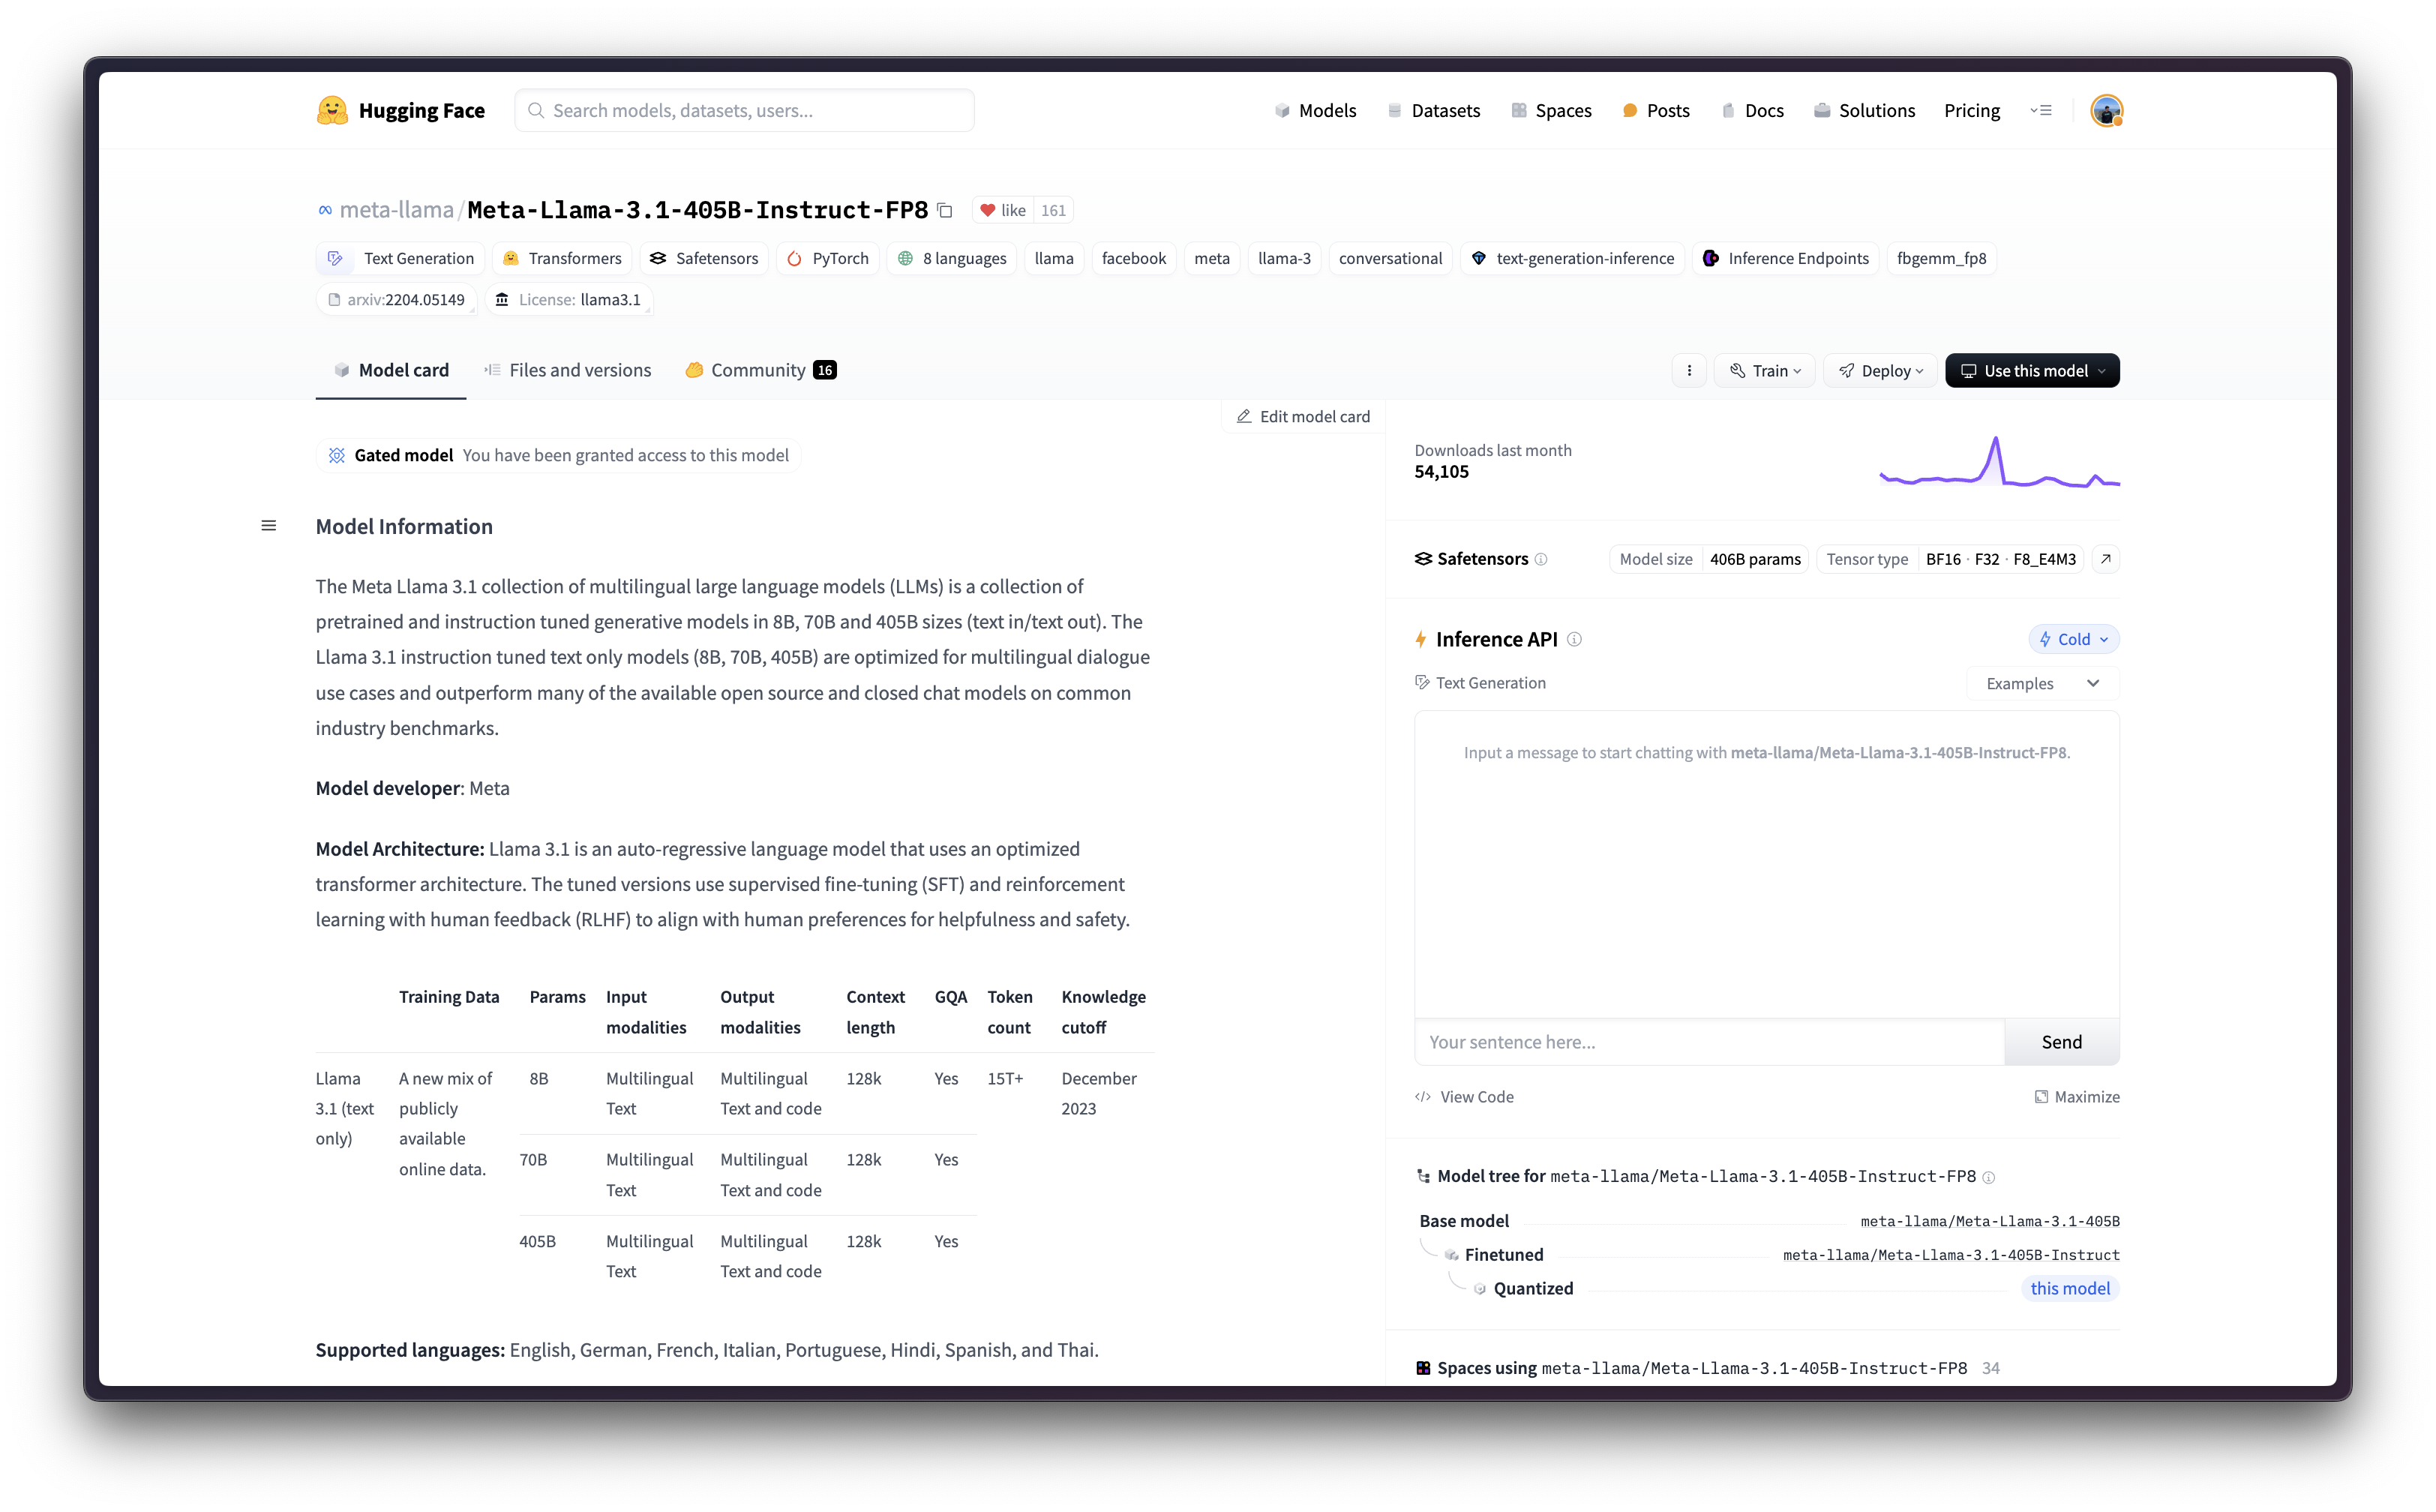 Hugging Face
Search models, datasets, users...
Models
Datasets
Spaces
Posts
Docs
Solutions
Pricing
meta-llama/Meta-Llama-3.1-405B-Instruct-FP8
like 161
Text Generation
Transformers
Safetensors
PyTorch
8 languages
llama
facebook
meta
llama-3
conversational
text-generation-inference
Inference Endpoints
fbgemm_fp8
arxiv:2204.05149
License: llama3.1
Model card
Files and versions
Community 16
Train
Deploy
Use this model
Edit model card
Gated model You have been granted access to this model
Model Information
The Meta Llama 3.1 collection of multilingual large language models (LLMs) is a collection of
pretrained and instruction tuned generative models in 8B, 70B and 405B sizes (text in/text out). The
Llama 3.1 instruction tuned text only models (8B, 70B, 405B) are optimized for multilingual dialogue
use cases and outperform many of the available open source and closed chat models on common
industry benchmarks.
Model developer: Meta
Model Architecture: Llama 3.1 is an auto-regressive language model that uses an optimized
transformer architecture. The tuned versions use supervised fine-tuning (SFT) and reinforcement
learning with human feedback (RLHF) to align with human preferences for helpfulness and safety.
Training Data Params Input Output Context GQA Token Knowledge
modalities modalities length count cutoff
Llama A new mix of 8B Multilingual Multilingual 128k Yes 15T+ December
3.1 (text publicly Text Text and code 2023
only) available
online data.
70B Multilingual Multilingual 128k Yes
Text Text and code
405B Multilingual Multilingual 128k Yes
Text Text and code
Supported languages: English, German, French, Italian, Portuguese, Hindi, Spanish, and Thai.
Downloads last month
54,105
Safetensors
Model size 406B params
Tensor type BF16 · F32 · F8_E4M3
Inference API
Cold
Text Generation
Examples
Input a message to start chatting with meta-llama/Meta-Llama-3.1-405B-Instruct-FP8.
Your sentence here...
Send
View Code
Maximize
Model tree for meta-llama/Meta-Llama-3.1-405B-Instruct-FP8
Base model meta-llama/Meta-Llama-3.1-405B
Finetuned meta-llama/Meta-Llama-3.1-405B-Instruct
Quantized this model
Spaces using meta-llama/Meta-Llama-3.1-405B-Instruct-FP8 34